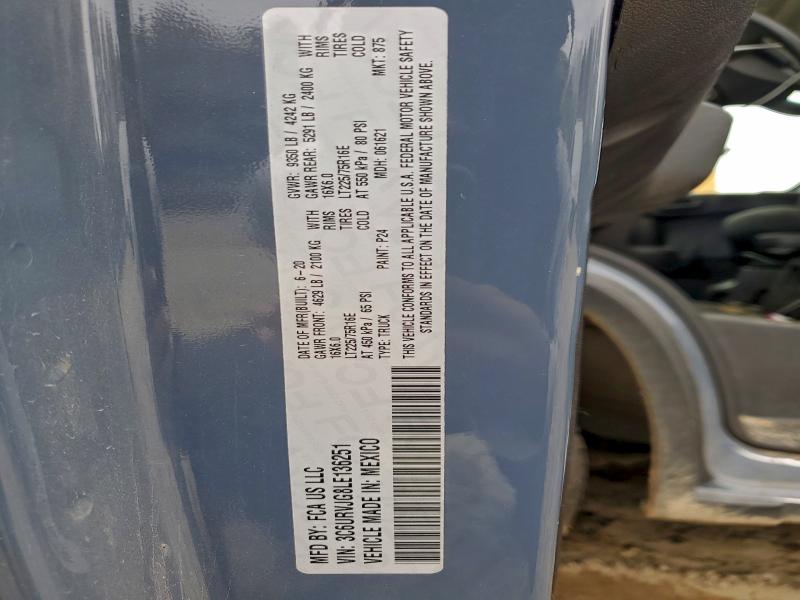 MFD BY: FCA US LLC
DATE OF MFR(BUILT): 6-20
GVWR: 9350 LB / 4242 KG
VIN: 3C6URVJG8LE136251
GAWR FRONT: 4629 LB / 2100 KG WITH
GAWR REAR: 5291 LB / 2400 KG WITH
VEHICLE MADE IN: MEXICO
16X6.0 RIMS
16X6.0 RIMS
LT225/75R16E TIRES
LT225/75R16E TIRES
AT 450 kPa / 65 PSI COLD
AT 550 kPa / 80 PSI COLD
TYPE: TRUCK
PAINT: P24
MDH: 061621
MKT: 875
THIS VEHICLE CONFORMS TO ALL APPLICABLE U.S.A. FEDERAL MOTOR VEHICLE SAFETY
STANDARDS IN EFFECT ON THE DATE OF MANUFACTURE SHOWN ABOVE.